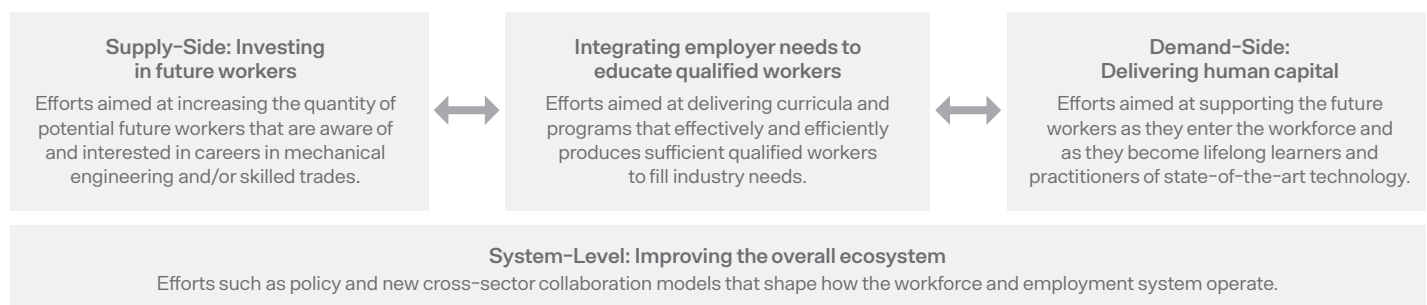 Supply-Side: Investing
in future workers
Efforts aimed at increasing the quantity of
potential future workers that are aware of
and interested in careers in mechanical
engineering and/or skilled trades.
Integrating employer needs to
educate qualified workers
Efforts aimed at delivering curricula and
programs that effectively and efficiently
produces sufficient qualified workers
to fill industry needs.
Demand-Side:
Delivering human capital
Efforts aimed at supporting the future
workers as they enter the workforce and
as they become lifelong learners and
practitioners of state-of-the-art technology.
System-Level: Improving the overall ecosystem
Efforts such as policy and new cross-sector collaboration models that shape how the workforce and employment system operate.